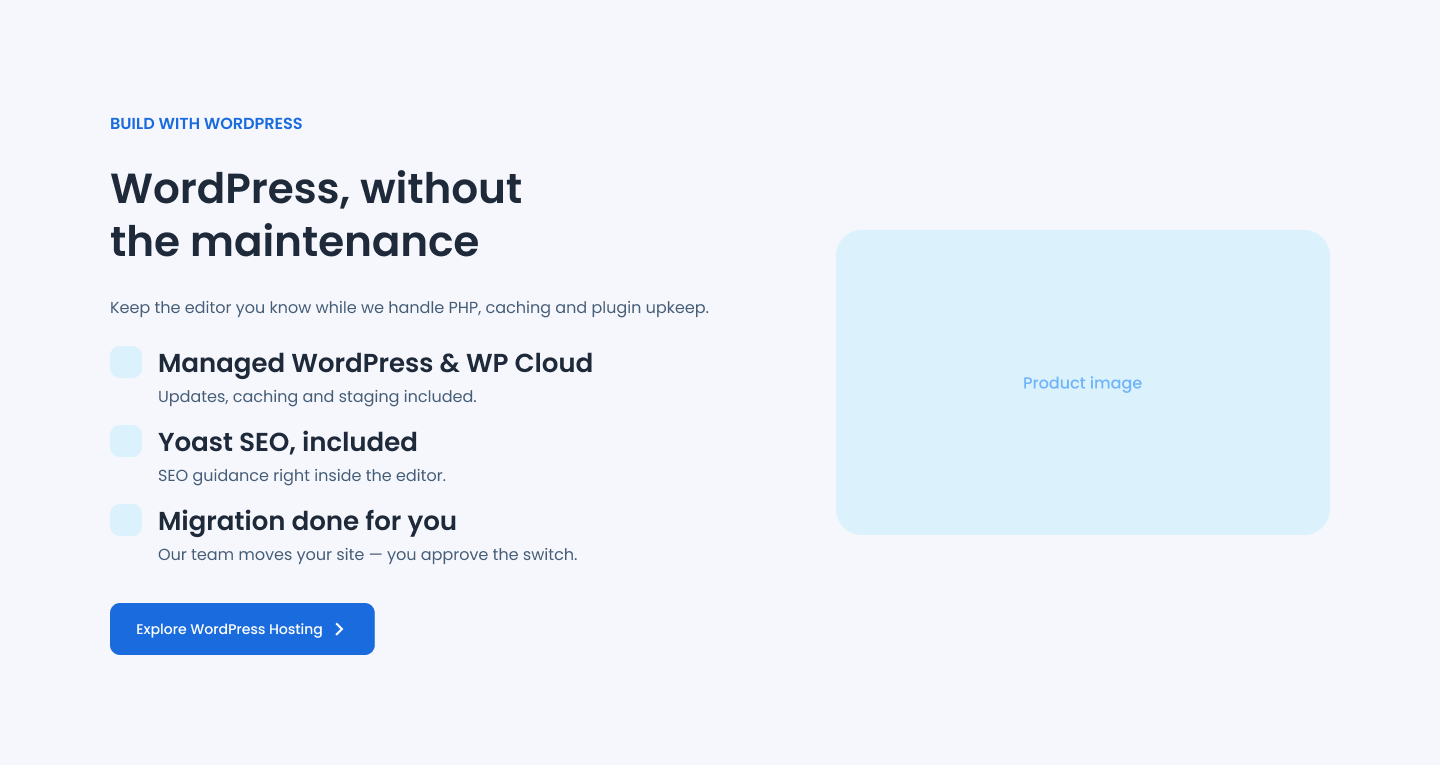 BUILD WITH WORDPRESS
WordPress, without
the maintenance
Keep the editor you know while we handle PHP, caching and plugin upkeep.
Managed WordPress & WP Cloud
Updates, caching and staging included.
Yoast SEO, included
SEO guidance right inside the editor.
Migration done for you
Our team moves your site — you approve the switch.
Explore WordPress Hosting
Product image